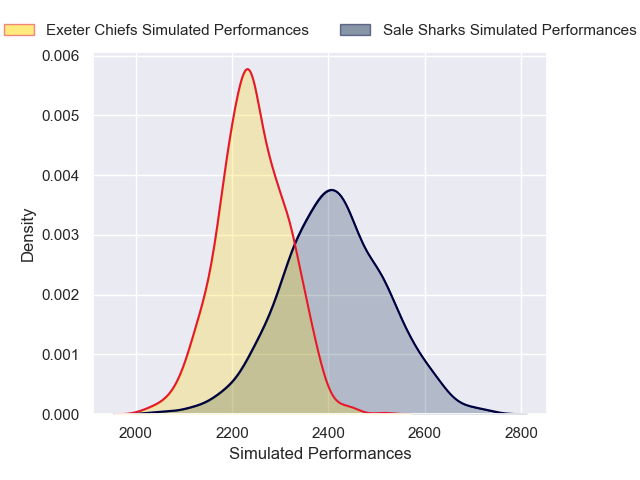 Exeter Chiefs Simulated Performances Sale Sharks Simulated Performances
0.006
0.005
0.004
0.003
0.002
0.001
0.000
Density
2000 2200 2400 2600 2800
Simulated Performances